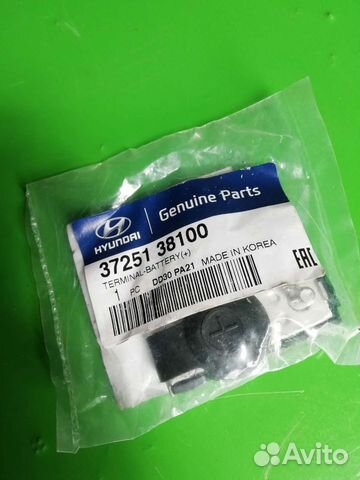 HYUNDAI
Genuine Parts
37251 38100
TERMINAL-BATTERY(+)
1 PC DD30 PA21 MADE IN KOREA
EAC
+
Avito